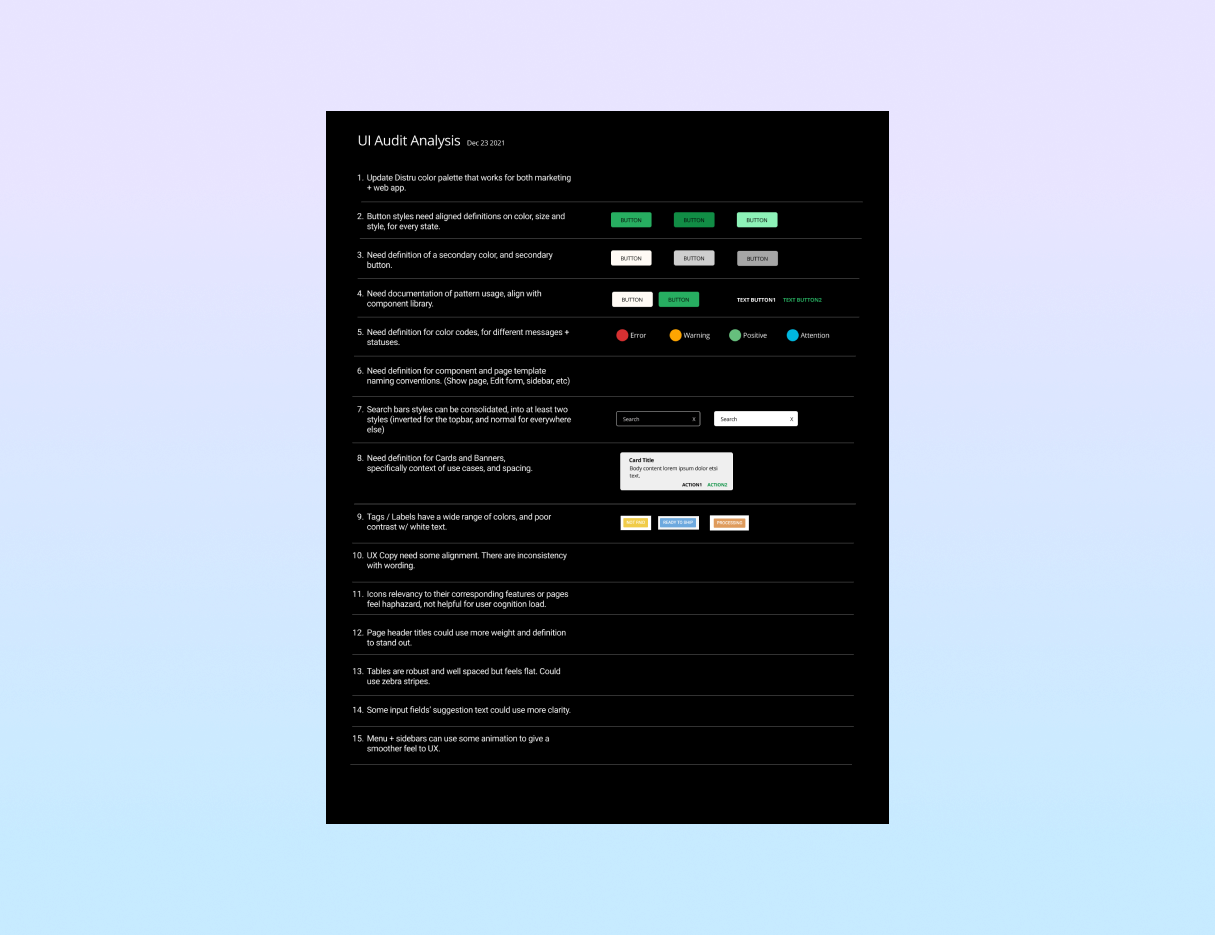 UI Audit Analysis Dec 23 2021
1. Update Distru color palette that works for both marketing
+ web app.
2. Button styles need aligned definitions on color, size and
style, for every state.
BUTTON BUTTON BUTTON
3. Need definition of a secondary color, and secondary
button.
BUTTON BUTTON BUTTON
4. Need documentation of pattern usage, align with
component library.
BUTTON BUTTON TEXT BUTTON1 TEXT BUTTON2
5. Need definition for color codes, for different messages +
statuses.
Error Warning Positive Attention
6. Need definition for component and page template
naming conventions. (Show page, Edit form, sidebar, etc)
7. Search bars styles can be consolidated, into at least two
styles (inverted for the topbar, and normal for everywhere
else)
Search X Search X
8. Need definition for Cards and Banners,
specifically context of use cases, and spacing.
Card Title
Body content lorem ipsum dolor etsi
text.
ACTION1 ACTION2
9. Tags / Labels have a wide range of colors, and poor
contrast w/ white text.
READY TO SHIP PROCESSING
10. UX Copy need some alignment. There are inconsistency
with wording.
11. Icons relevancy to their corresponding features or pages
feel haphazard, not helpful for user cognition load.
12. Page header titles could use more weight and definition
to stand out.
13. Tables are robust and well spaced but feels flat. Could
use zebra stripes.
14. Some input fields' suggestion text could use more clarity.
15. Menu + sidebars can use some animation to give a
smoother feel to UX.